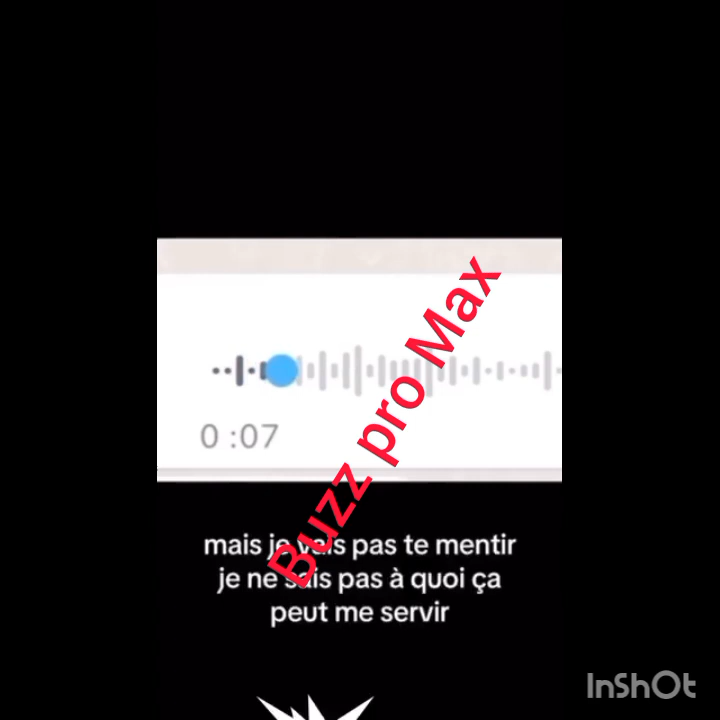 Buzz pro Max
0 :07
mais je vais pas te mentir
je ne sais pas à quoi ça
peut me servir
InShOt